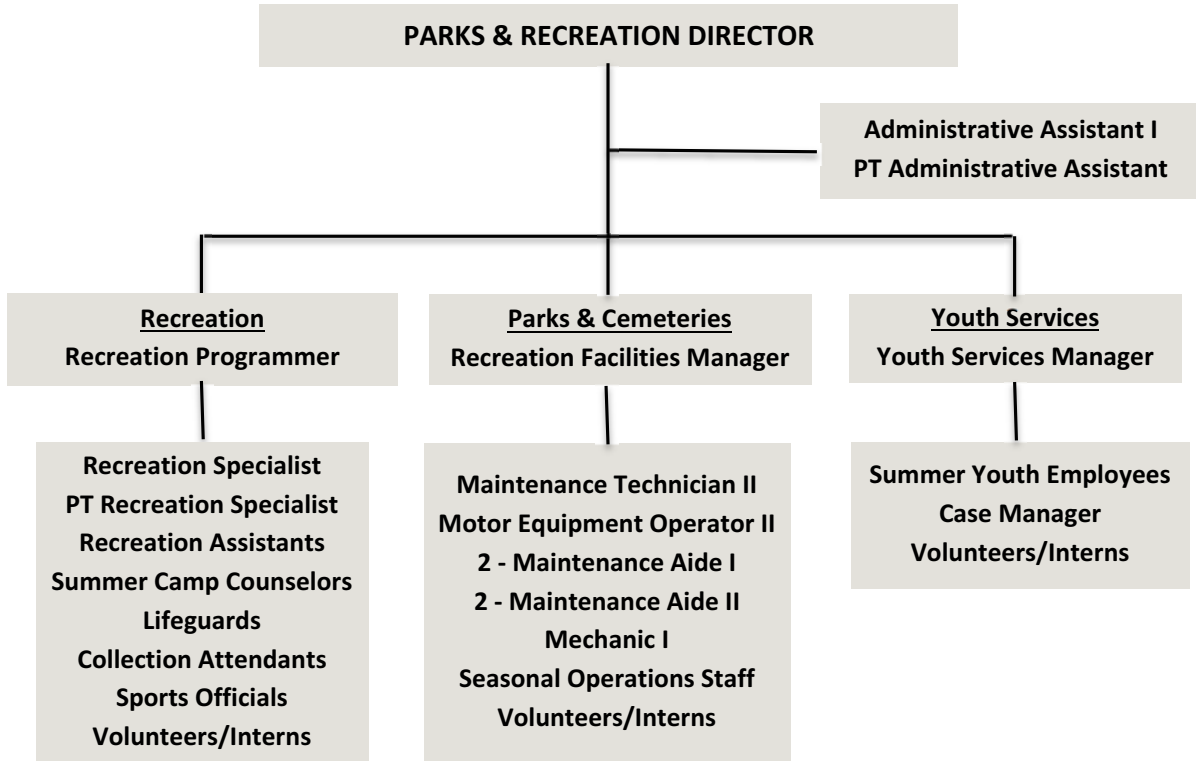 PARKS & RECREATION DIRECTOR
Administrative Assistant I
PT Administrative Assistant
Recreation
Recreation Programmer
Parks & Cemeteries
Recreation Facilities Manager
Youth Services
Youth Services Manager
Recreation Specialist
PT Recreation Specialist
Recreation Assistants
Summer Camp Counselors
Lifeguards
Collection Attendants
Sports Officials
Volunteers/Interns
Maintenance Technician II
Motor Equipment Operator II
2 - Maintenance Aide I
2 - Maintenance Aide II
Mechanic I
Seasonal Operations Staff
Volunteers/Interns
Summer Youth Employees
Case Manager
Volunteers/Interns